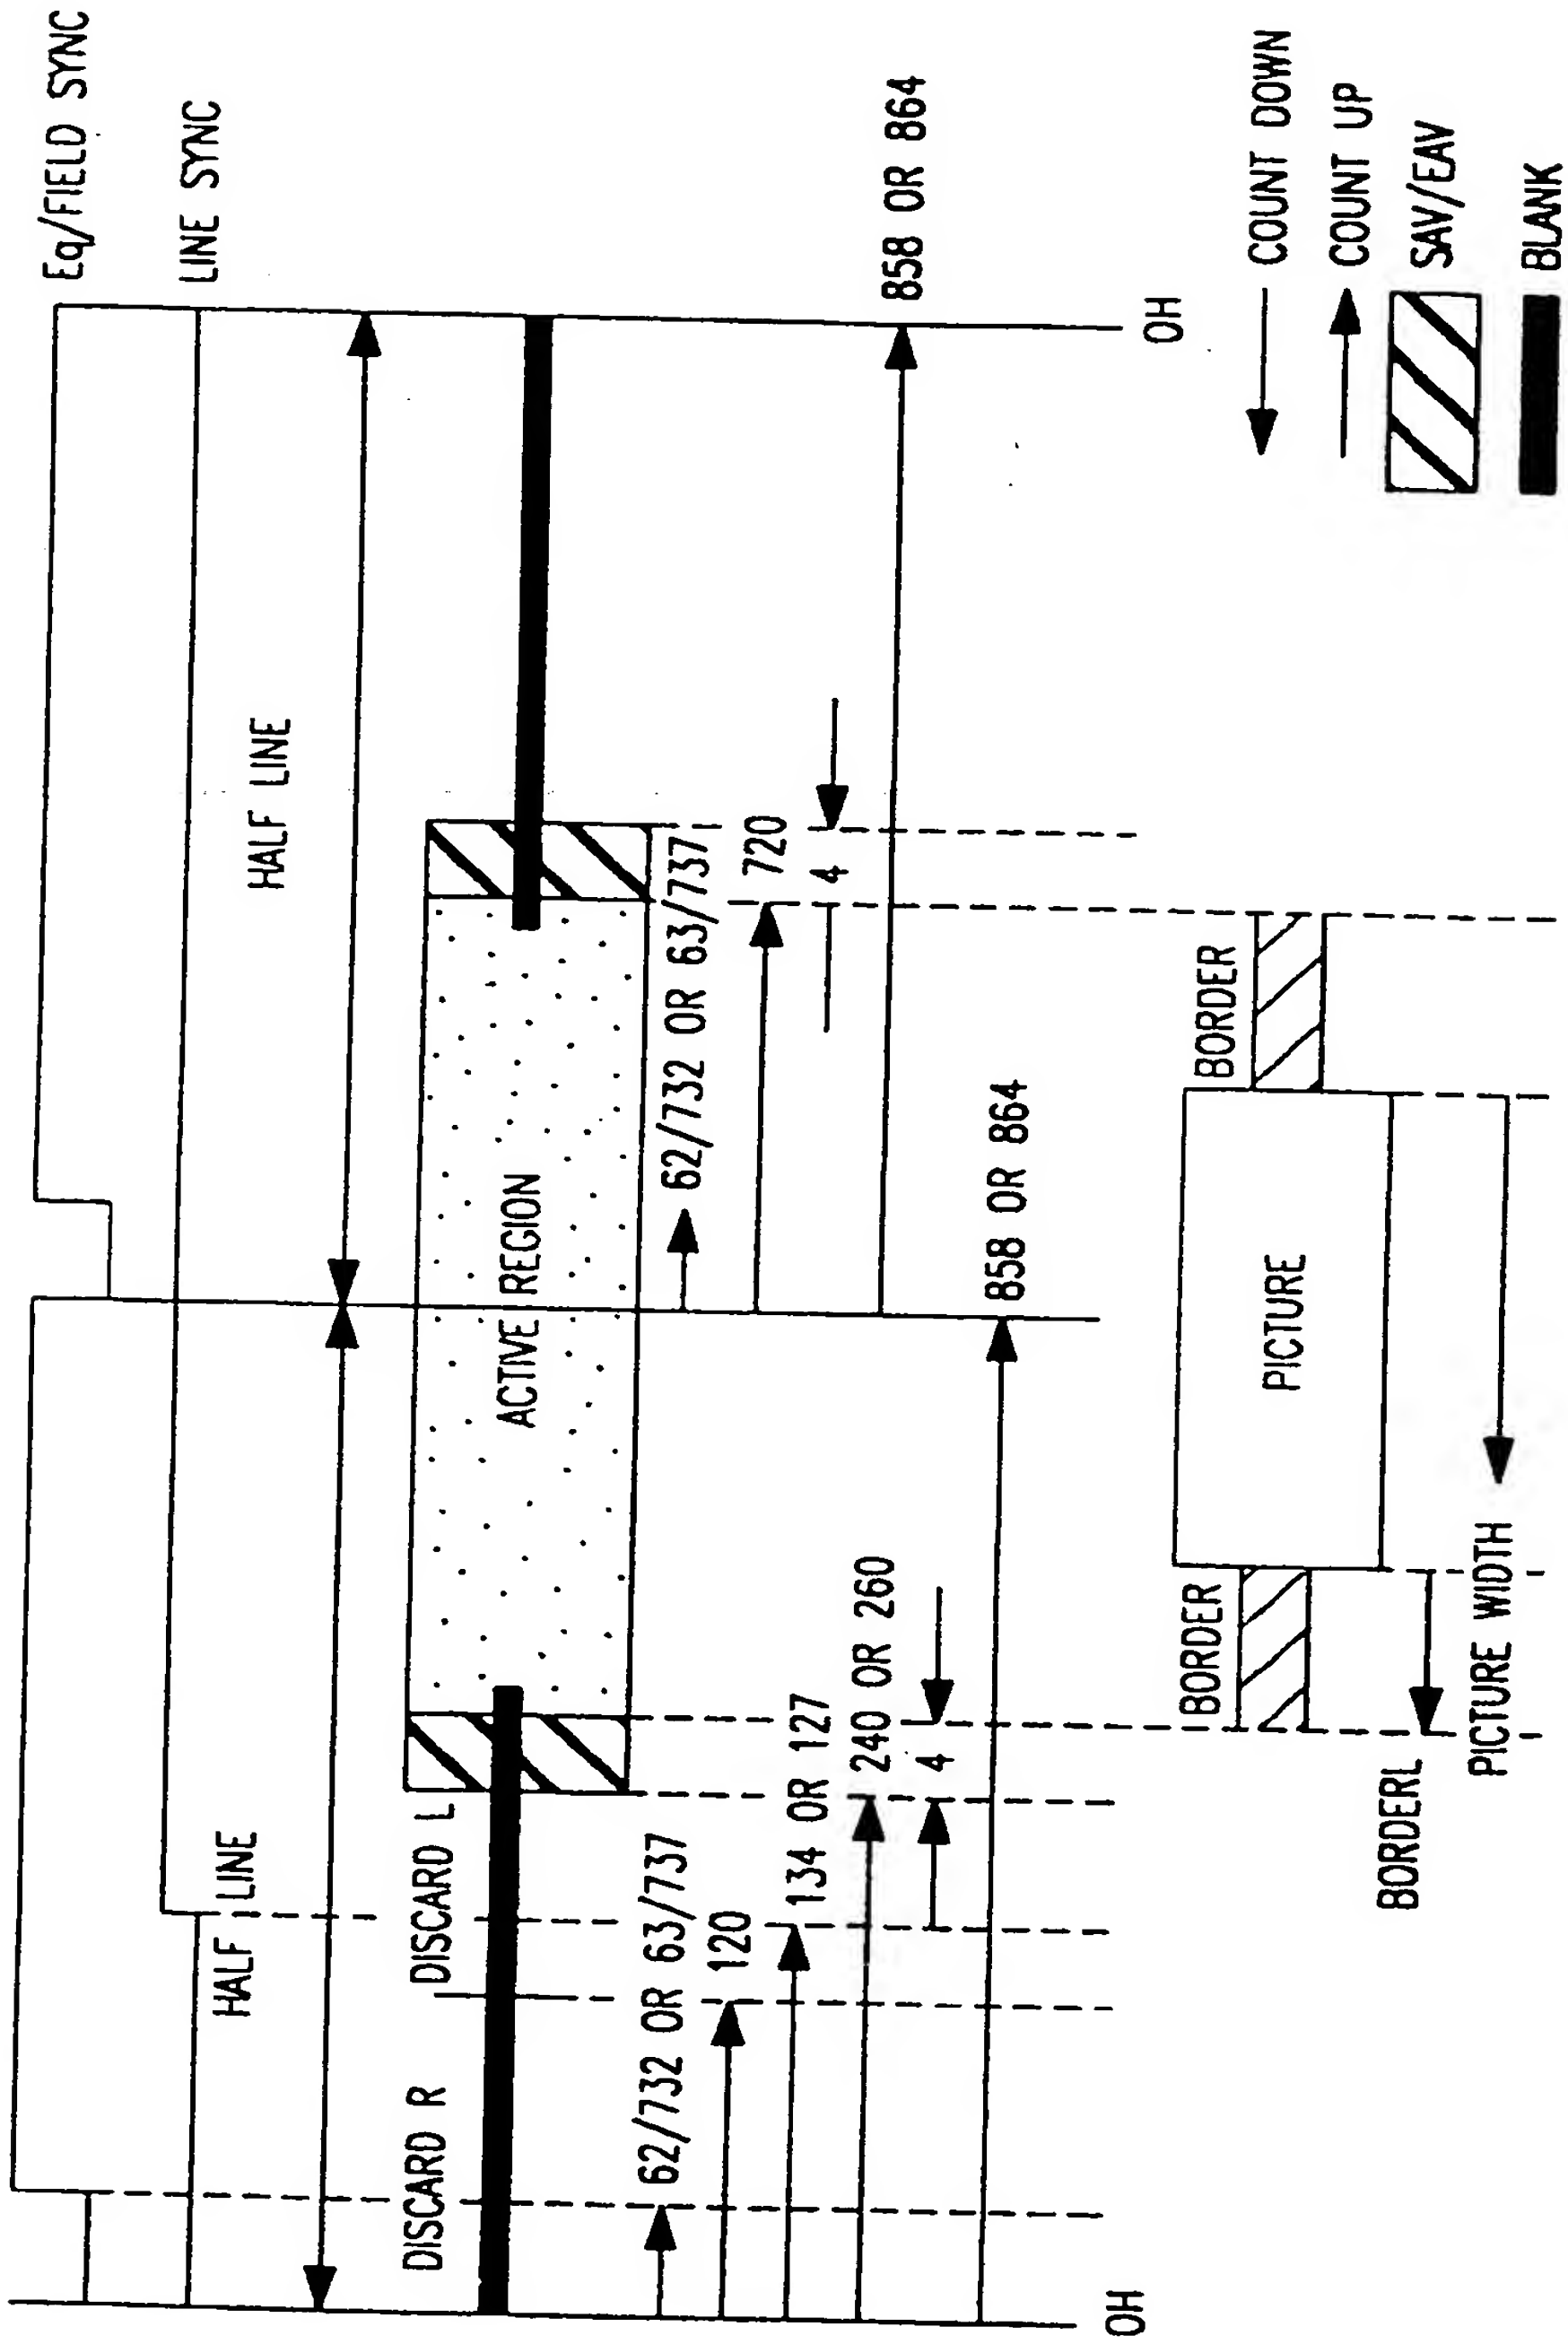 Eq/FIELD SYNC
LINE SYNC
HALF LINE
HALF LINE
DISCARD R
DISCARD L
ACTIVE REGION
62/732 OR 63/737
62/732 OR 63/737
120
720
134 OR 127
4
240 OR 260
4
858 OR 864
858 OR 864
OH
OH
BORDER
PICTURE
BORDER
BORDERL
PICTURE WIDTH
COUNT DOWN
COUNT UP
SAV/EAV
BLANK